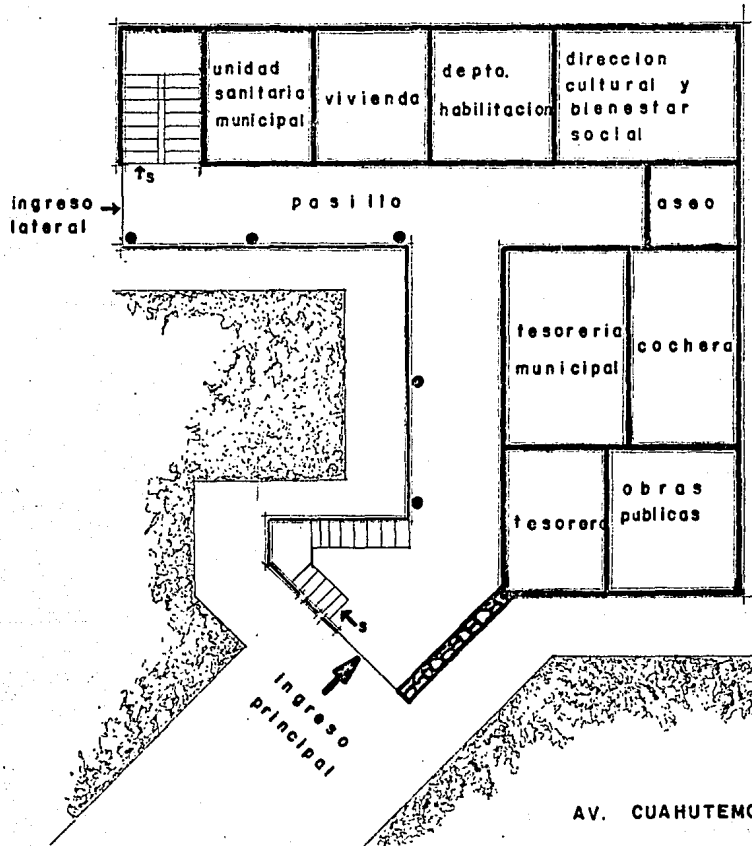 unidad
sanitaria
municipal
vivienda
depto.
habilitacion
direccion
cultural y
bienestar
social
s
ingreso
lateral
pasillo
aseo
tesoreria
municipal
cochera
tesorero
obras
publicas
s
ingreso
principal
AV. CUAHUTEMO